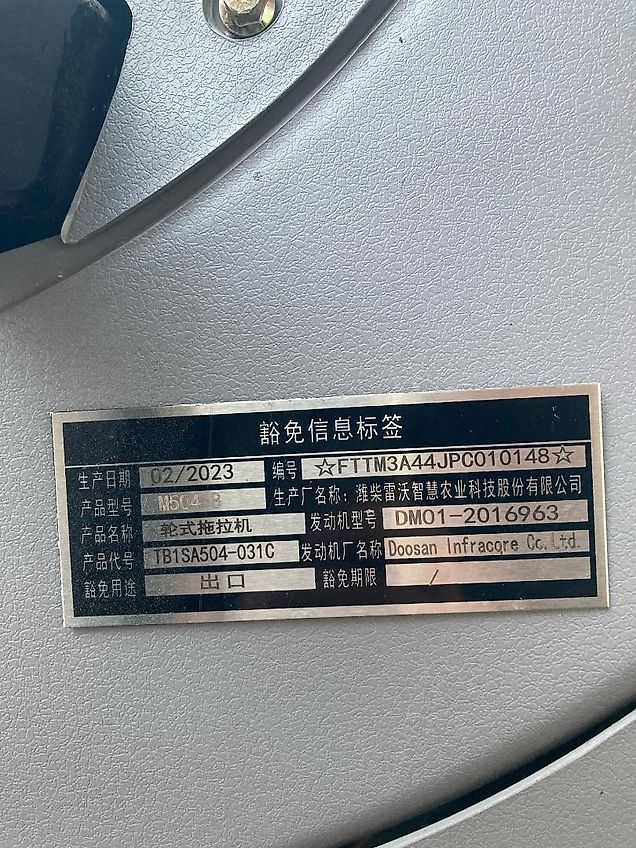 豁免信息标签
生产日期 02/2023 编号 ☆FTTM3A44JPC010148☆
产品型号 M504-B 生产厂名称：潍柴雷沃智慧农业科技股份有限公司
产品名称 轮式拖拉机 发动机型号 DM01-2016963
产品代号 TB1SA504-031C 发动机厂名称 Doosan Infracore Co.Ltd
豁免用途 出口 豁免期限 /